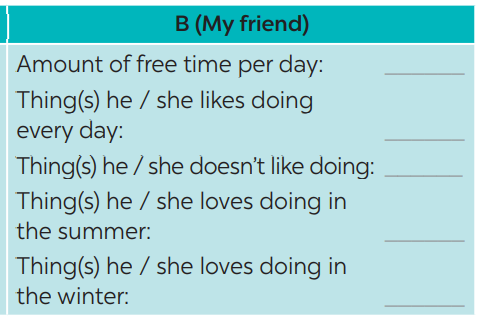 B (My friend)
Amount of free time per day:
Thing(s) he / she likes doing
every day:
Thing(s) he / she doesn't like doing:
Thing(s) he / she loves doing in
the summer:
Thing(s) he / she loves doing in
the winter: